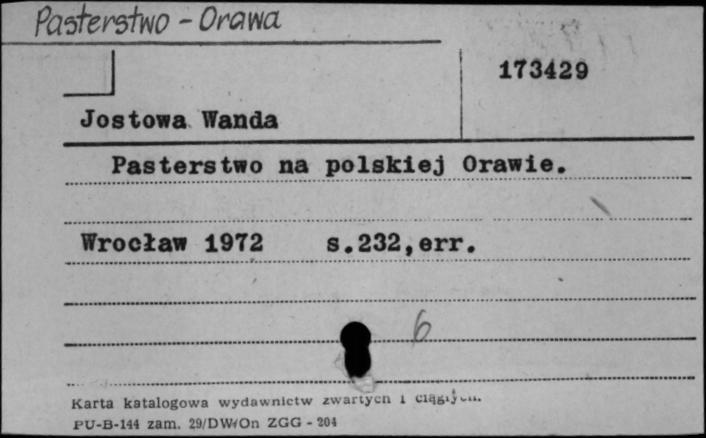 Pasterstwo - Orawa
173429
Jostowa Wanda
Pasterstwo na polskiej Orawie.
Wrocław 1972 s.232,err.
6
Karta katalogowa wydawnictw zwartych i ciągłych.
PU-B-144 zam. 29/DW/On ZGG - 204